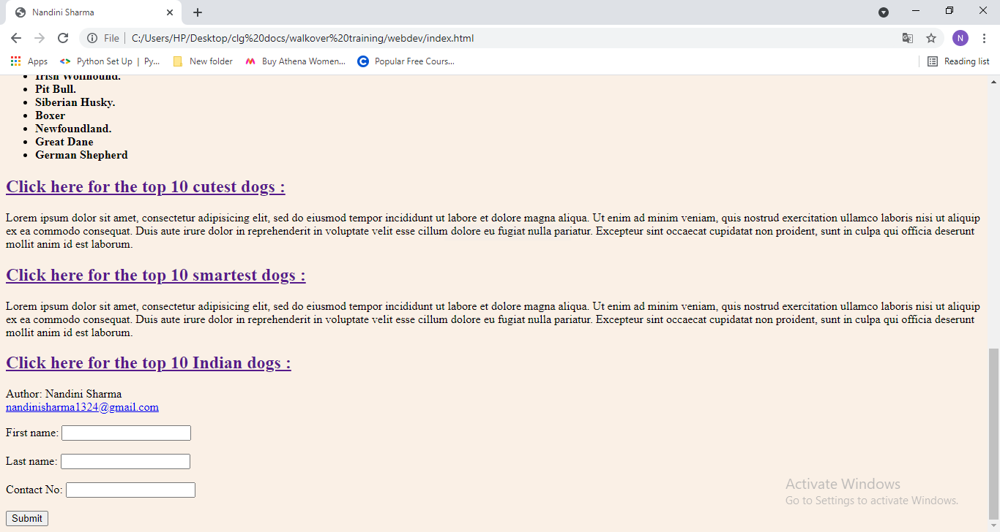 Nandini Sharma
File
C:/Users/HP/Desktop/clg%20docs/walkover%20training/webdev/index.html
N
Apps
Python Set Up | Py...
New folder
Buy Athena Women...
Popular Free Cours...
Reading list
Irish Wolfhound.
Pit Bull.
Siberian Husky.
Boxer
Newfoundland.
Great Dane
German Shepherd
Click here for the top 10 cutest dogs :
Lorem ipsum dolor sit amet, consectetur adipisicing elit, sed do eiusmod tempor incididunt ut labore et dolore magna aliqua. Ut enim ad minim veniam, quis nostrud exercitation ullamco laboris nisi ut aliquip
ex ea commodo consequat. Duis aute irure dolor in reprehenderit in voluptate velit esse cillum dolore eu fugiat nulla pariatur. Excepteur sint occaecat cupidatat non proident, sunt in culpa qui officia deserunt
mollit anim id est laborum.
Click here for the top 10 smartest dogs :
Lorem ipsum dolor sit amet, consectetur adipisicing elit, sed do eiusmod tempor incididunt ut labore et dolore magna aliqua. Ut enim ad minim veniam, quis nostrud exercitation ullamco laboris nisi ut aliquip
ex ea commodo consequat. Duis aute irure dolor in reprehenderit in voluptate velit esse cillum dolore eu fugiat nulla pariatur. Excepteur sint occaecat cupidatat non proident, sunt in culpa qui officia deserunt
mollit anim id est laborum.
Click here for the top 10 Indian dogs :
Author: Nandini Sharma
nandinisharma1324@gmail.com
First name:
Last name:
Contact No:
Submit
Activate Windows
Go to Settings to activate Windows.